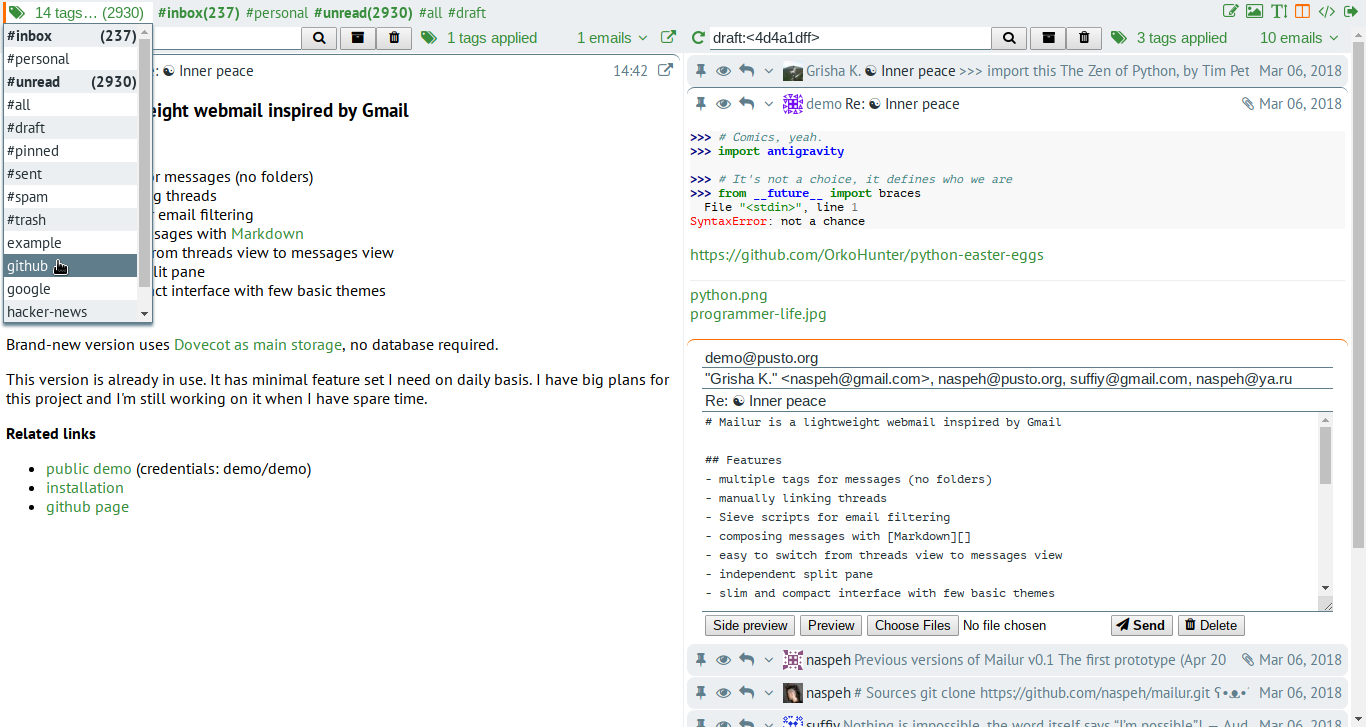 14 tags… (2930) #inbox(237) #personal #unread(2930) #all #draft
#inbox (237)
#personal
#unread (2930)
#all
#draft
#pinned
#sent
#spam
#trash
example
github
google
hacker-news
1 tags applied 1 emails
: ☯ Inner peace 14:42
eight webmail inspired by Gmail
r messages (no folders)
g threads
email filtering
sages with Markdown
rom threads view to messages view
lit pane
act interface with few basic themes
Brand-new version uses Dovecot as main storage, no database required.
This version is already in use. It has minimal feature set I need on daily basis. I have big plans for
this project and I'm still working on it when I have spare time.
Related links
• public demo (credentials: demo/demo)
• installation
• github page
draft:<4d4a1dff> 3 tags applied 10 emails
Grisha K. ☯ Inner peace >>> import this The Zen of Python, by Tim Pet Mar 06, 2018
demo Re: ☯ Inner peace Mar 06, 2018
>>> # Comics, yeah.
>>> import antigravity
>>> # It's not a choice, it defines who we are
>>> from __future__ import braces
File "<stdin>", line 1
SyntaxError: not a chance
https://github.com/OrkoHunter/python-easter-eggs
python.png
programmer-life.jpg
demo@pusto.org
"Grisha K." <naspeh@gmail.com>, naspeh@pusto.org, suffiy@gmail.com, naspeh@ya.ru
Re: ☯ Inner peace
# Mailur is a lightweight webmail inspired by Gmail
## Features
- multiple tags for messages (no folders)
- manually linking threads
- Sieve scripts for email filtering
- composing messages with [Markdown][]
- easy to switch from threads view to messages view
- independent split pane
- slim and compact interface with few basic themes
Side preview Preview Choose Files No file chosen Send Delete
naspeh Previous versions of Mailur v0.1 The first prototype (Apr 20 Mar 06, 2018
naspeh # Sources git clone https://github.com/naspeh/mailur.git ʕ•ᴥ•ʔ Mar 06, 2018
suffiy Nothing is impossible, the word itself says "I'm possible"! — Aud Mar 06, 2018